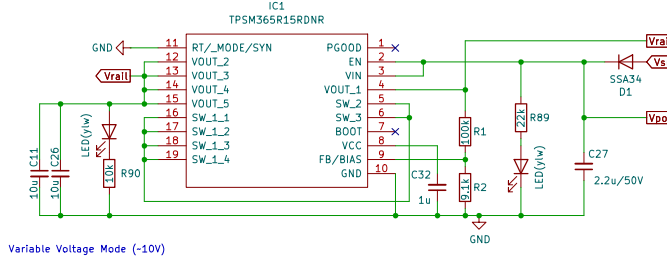 IC1
TPSM365R15RDNR
GND
11 RT/_MODE/SYN PGOOD 1
12 VOUT_2 EN 2
Vrail 13 VOUT_3 VIN 3
14 VOUT_4 VOUT_1 4
15 VOUT_5 SW_2 5
16 SW_1_1 SW_3 6
17 SW_1_2 BOOT 7
18 SW_1_3 VCC 8
19 SW_1_4 FB/BIAS 9
GND 10
Vrai
Vs
SSA34
D1
Vpo
C11
10u
C26
10u
LED(ylw)
10k
R90
C32
1u
100k
R1
9.1k
R2
22k
R89
LED(ylw)
C27
2.2u/50V
GND
Variable Voltage Mode (~10V)